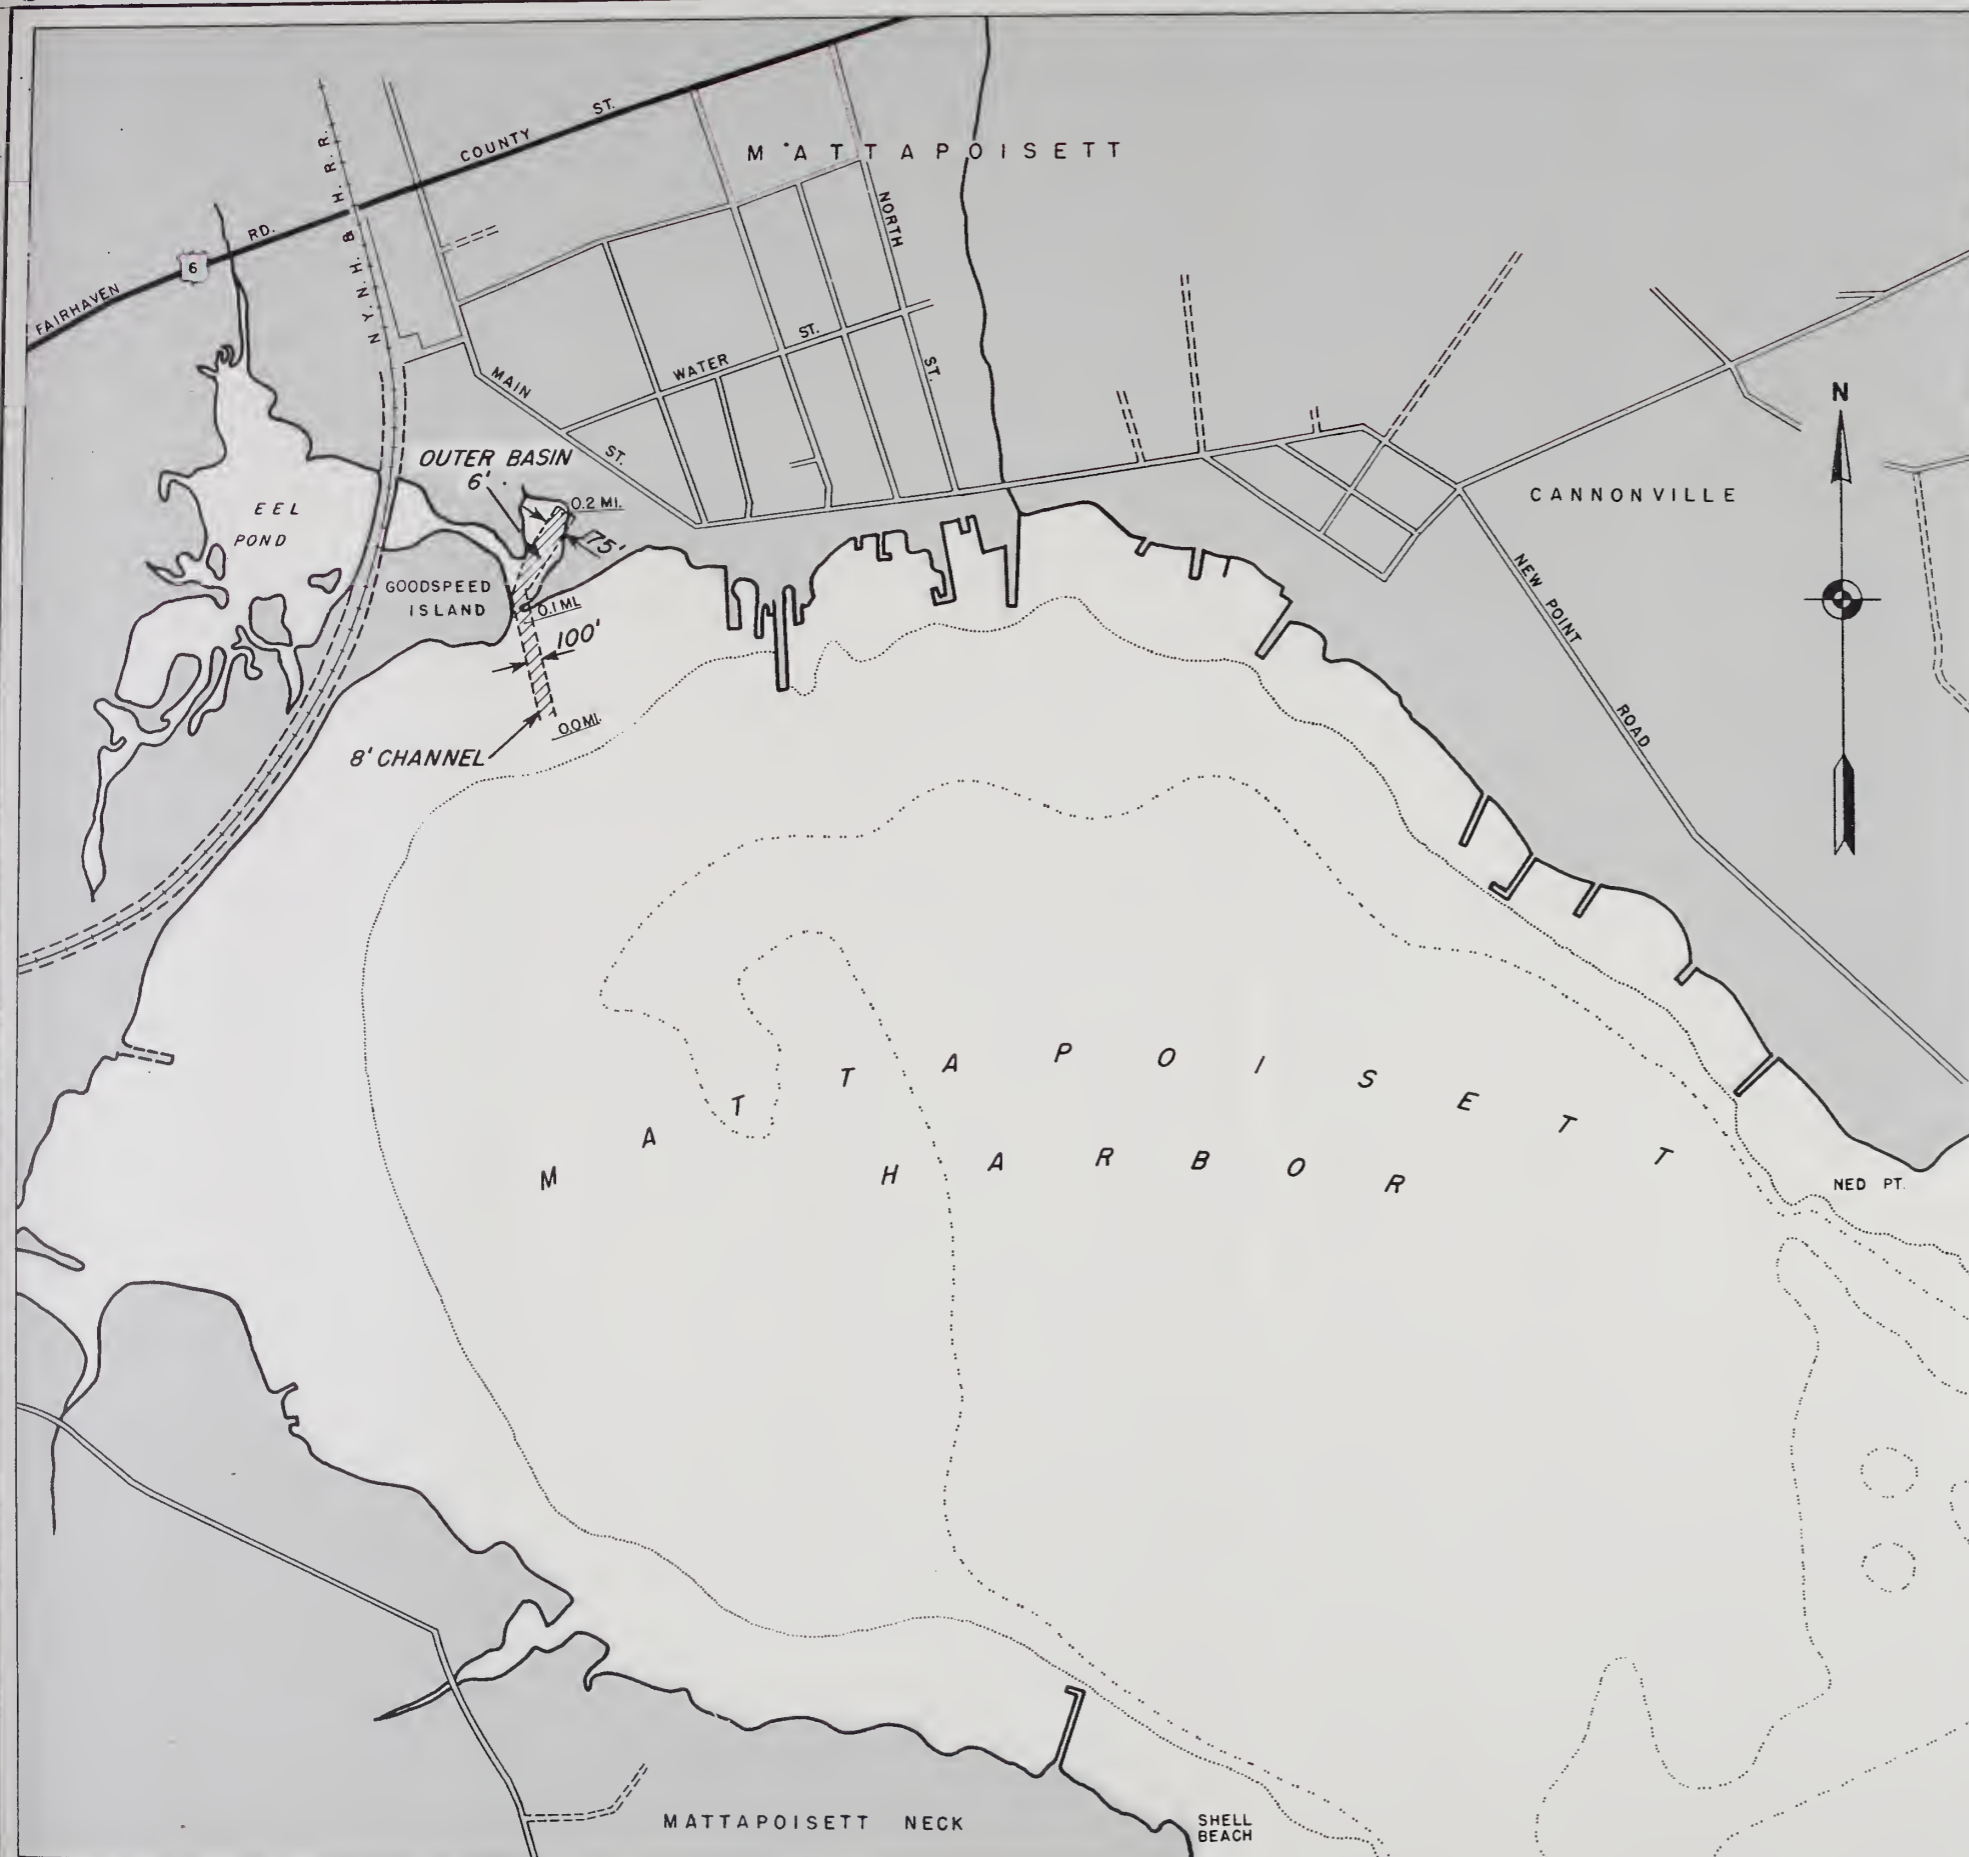 COUNTY ST.
MATTAPOISETT
N.Y. N.H. & H. R. R.
NORTH ST.
FAIRHAVEN RD.
6
N
WATER ST.
MAIN ST.
OUTER BASIN
6'
0.2 MI.
75'
EEL
POND
CANNONVILLE
GOODSPEED
ISLAND
0.1 MI.
100'
NEW POINT ROAD
0.0 MI.
8' CHANNEL
MATTAPOISETT
HARBOR
NED PT.
MATTAPOISETT NECK
SHELL
BEACH